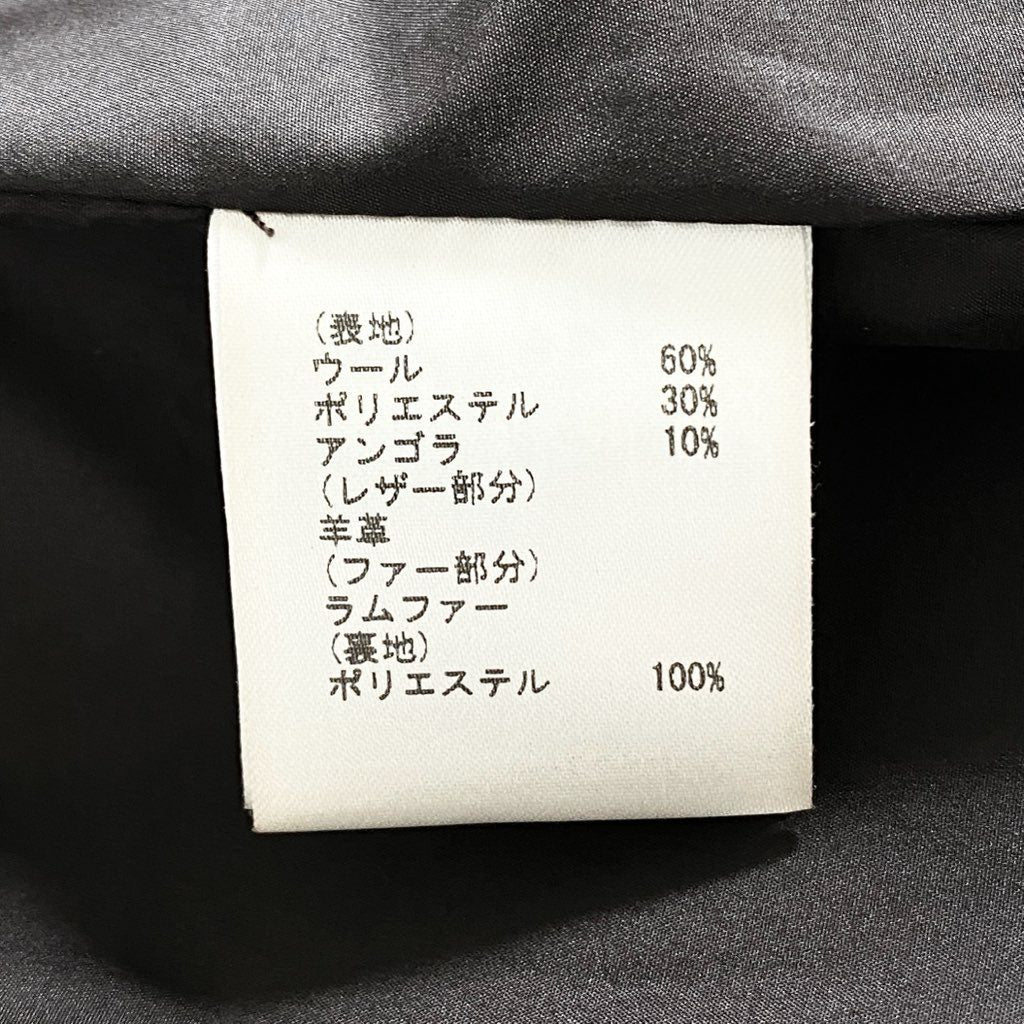 (表地)
ウール 60%
ポリエステル 30%
アンゴラ 10%
(レザー部分)
羊革
(ファー部分)
ラムファー
(裏地)
ポリエステル 100%